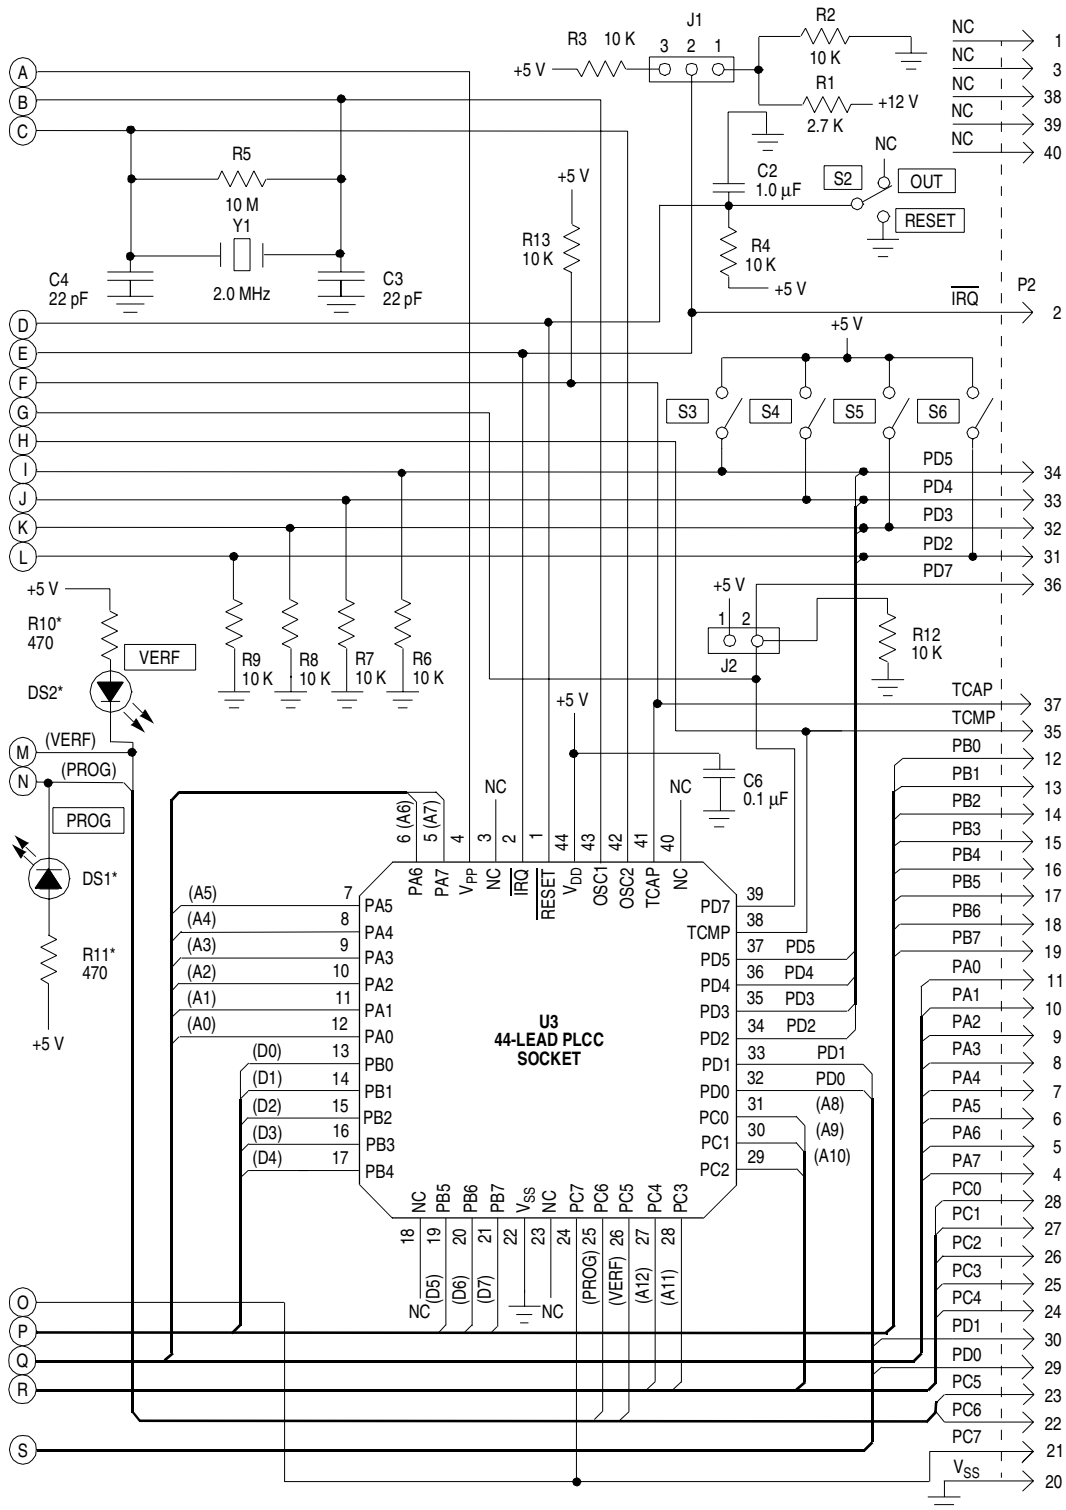 J1
R3 10 K
3 2 1
+5 V
R2
10 K
R1
2.7 K
+12 V
NC 1
NC 3
NC 38
NC 39
NC 40
A
B
C
R5
10 M
Y1
2.0 MHz
C4
22 pF
C3
22 pF
+5 V
R13
10 K
C2
1.0 µF
R4
10 K
+5 V
NC
S2
OUT
RESET
P2
IRQ 2
D
E
F
G
H
I
J
K
L
+5 V
S3
S4
S5
S6
PD5 34
PD4 33
PD3 32
PD2 31
PD7 36
+5 V
R10*
470
VERF
DS2*
R9
10 K
R8
10 K
R7
10 K
R6
10 K
+5 V
1 2
J2
R12
10 K
TCAP 37
TCMP 35
M
(VERF)
N
(PROG)
PROG
DS1*
R11*
470
+5 V
+5 V
C6
0.1 µF
NC
NC
6 (A6)
5 (A7)
4
3
2
1
44
43
42
41
40
PA6
PA7
VPP
NC
IRQ
RESET
VDD
OSC1
OSC2
TCAP
NC
(A5) 7 PA5
(A4) 8 PA4
(A3) 9 PA3
(A2) 10 PA2
(A1) 11 PA1
(A0) 12 PA0
(D0) 13 PB0
(D1) 14 PB1
(D2) 15 PB2
(D3) 16 PB3
(D4) 17 PB4
U3
44-LEAD PLCC
SOCKET
PD7 39
TCMP 38
PD5 37 PD5
PD4 36 PD4
PD3 35 PD3
PD2 34 PD2
PD1 33 PD1
PD0 32 PD0
PC0 31 (A8)
PC1 30 (A9)
PC2 29 (A10)
NC
PB5
PB6
PB7
VSS
NC
PC7
PC6
PC5
PC4
PC3
18
19
20
21
22
23
24
25
26
27
28
NC
(D5)
(D6)
(D7)
NC
(PROG)
(VERF)
(A12)
(A11)
PB0 12
PB1 13
PB2 14
PB3 15
PB4 16
PB5 17
PB6 18
PB7 19
PA0 11
PA1 10
PA2 9
PA3 8
PA4 7
PA5 6
PA6 5
PA7 4
PC0 28
PC1 27
PC2 26
PC3 25
PC4 24
PD1 30
PD0 29
PC5 23
PC6 22
PC7 21
VSS 20
O
P
Q
R
S